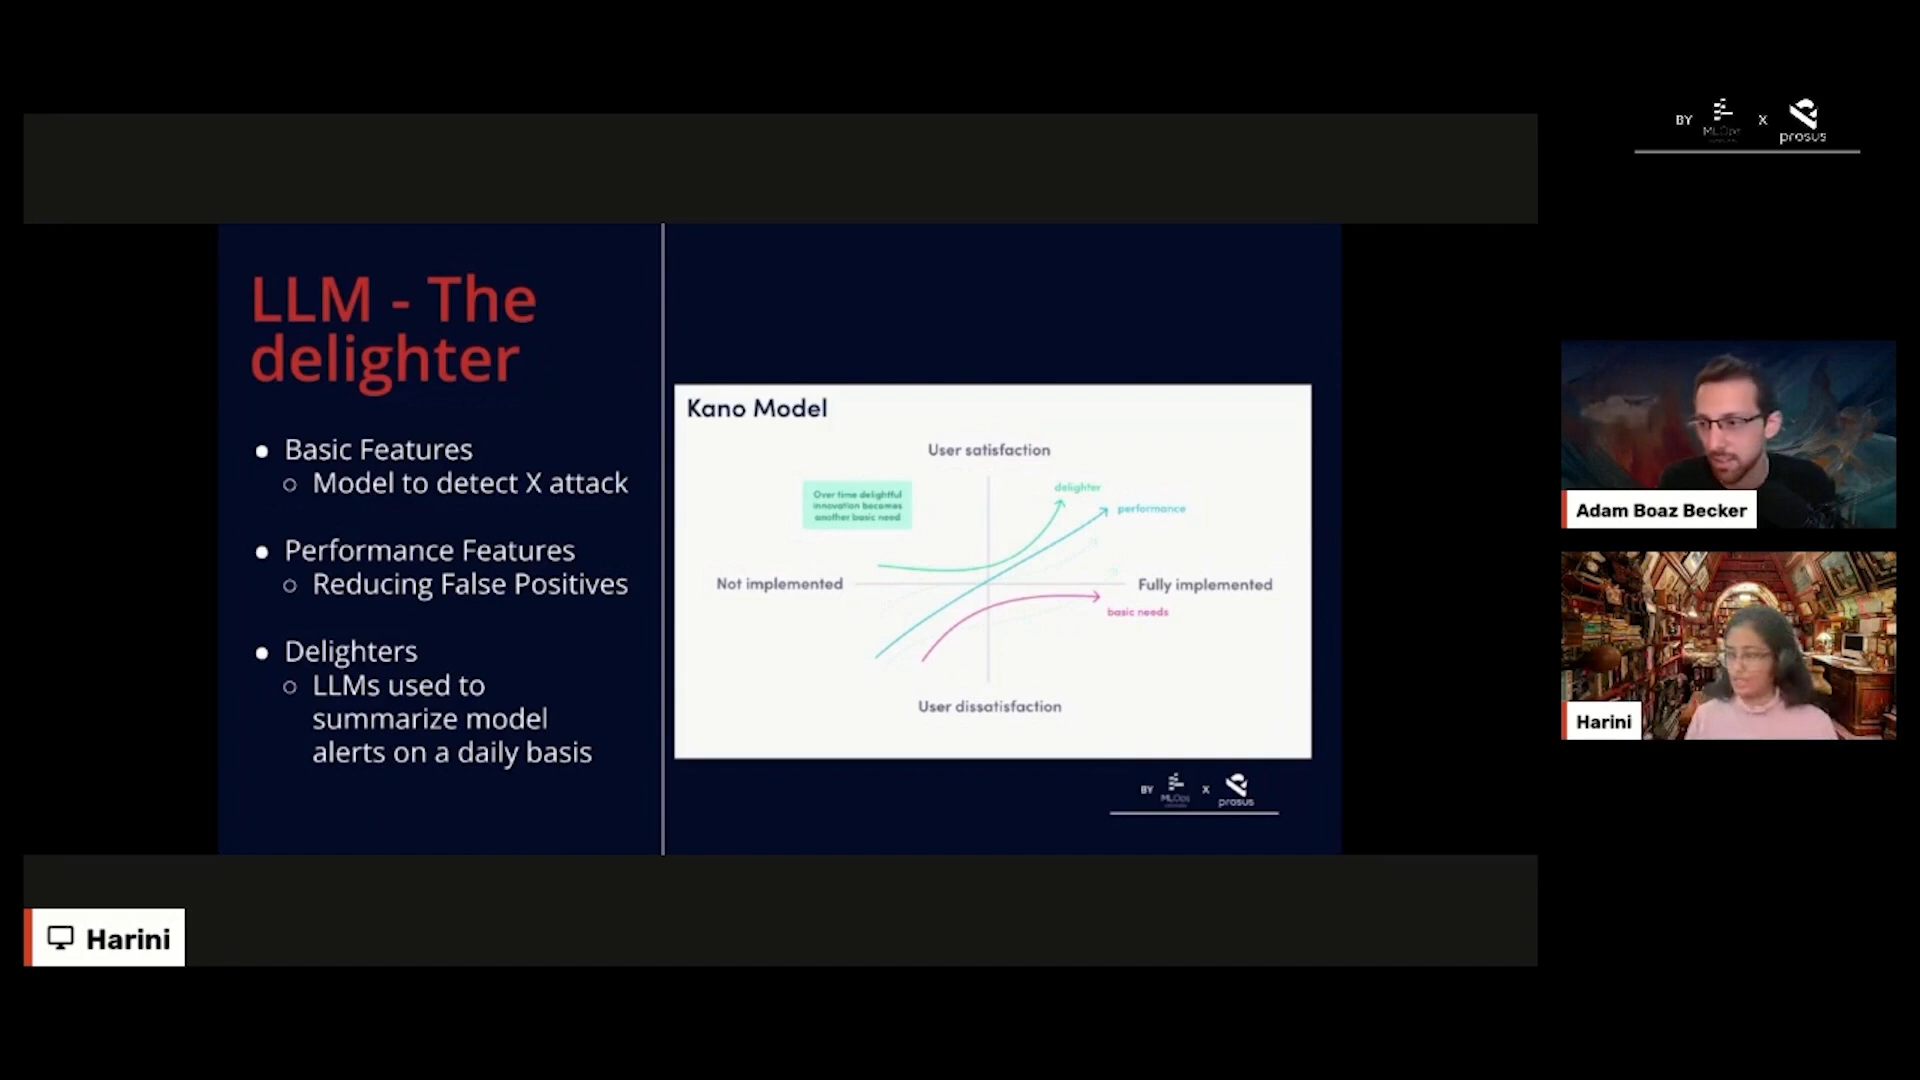 BY MLOps X prosus
LLM - The
delighter
Basic Features
Model to detect X attack
Performance Features
Reducing False Positives
Delighters
LLMs used to
summarize model
alerts on a daily basis
Kano Model
User satisfaction
Over time delightful
innovation becomes
another basic need
delighter
performance
Not implemented
Fully implemented
basic needs
User dissatisfaction
BY MLOps X prosus
Adam Boaz Becker
Harini
Harini